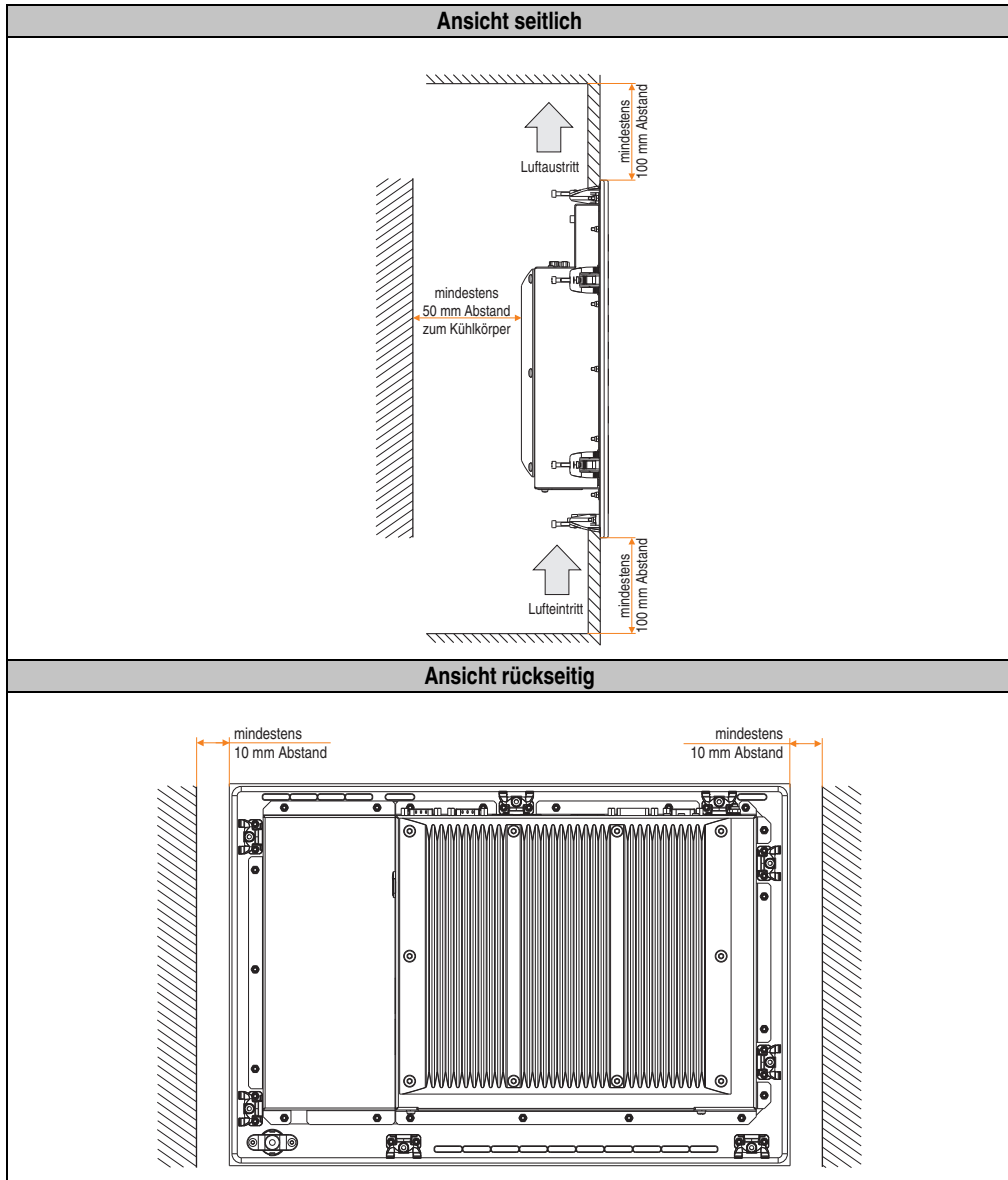 Ansicht seitlich
mindestens
100 mm Abstand
Luftaustritt
mindestens
50 mm Abstand
zum Kühlkörper
Lufteintritt
mindestens
100 mm Abstand
Ansicht rückseitig
mindestens
10 mm Abstand
mindestens
10 mm Abstand